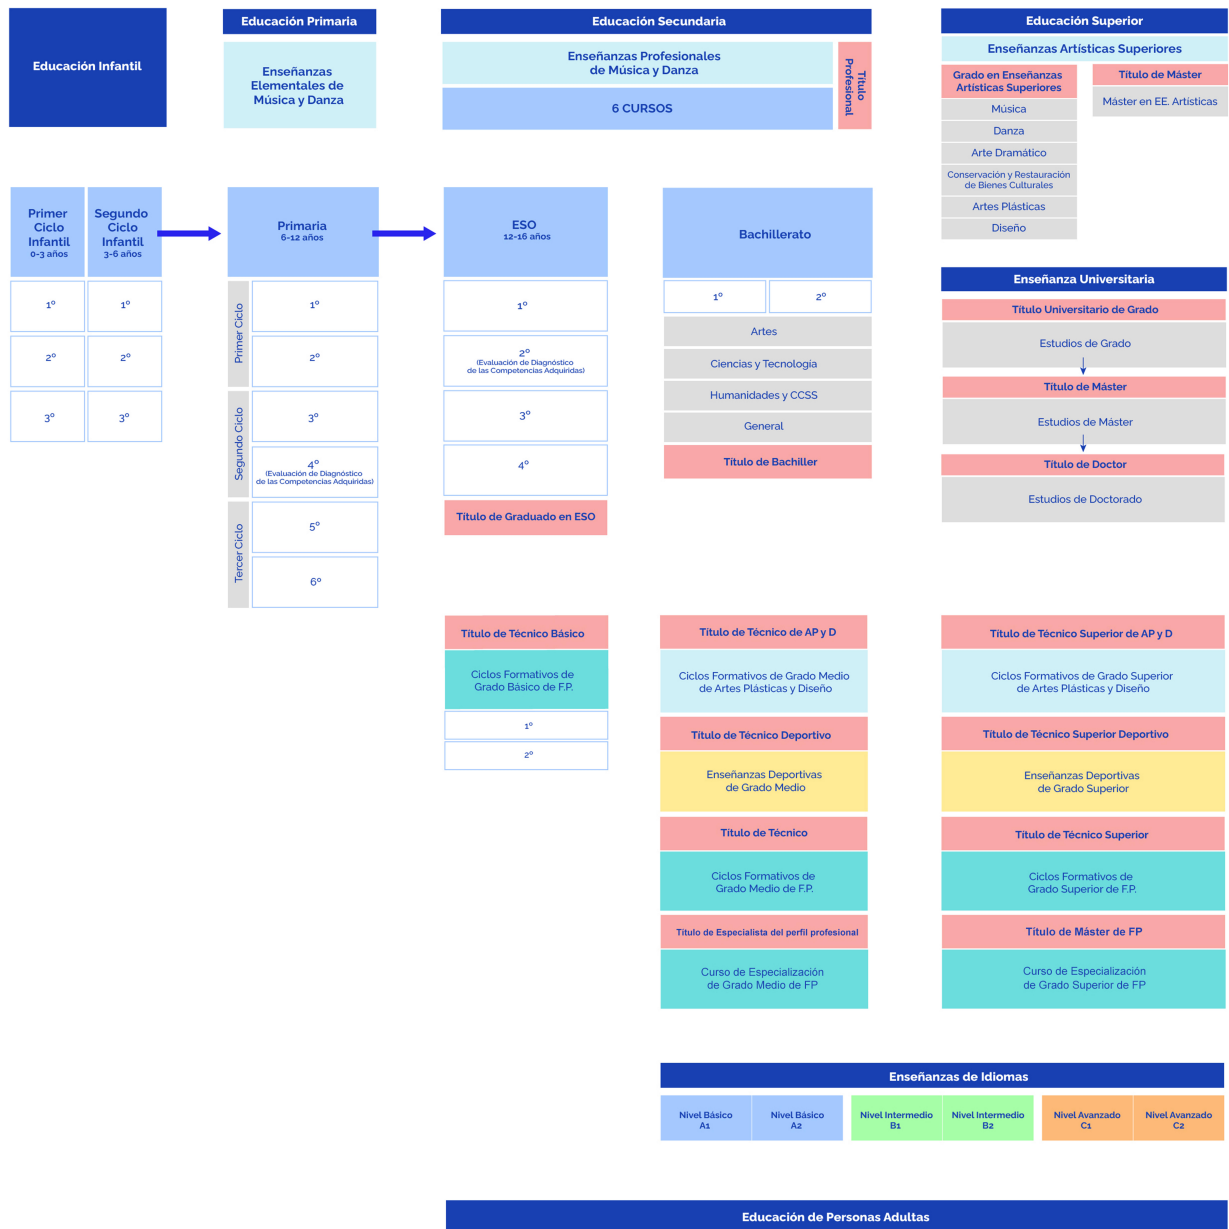 Educación Infantil
Educación Primaria
Enseñanzas
Elementales de
Música y Danza
Educación Secundaria
Enseñanzas Profesionales
de Música y Danza
6 CURSOS
Título
Profesional
Educación Superior
Enseñanzas Artísticas Superiores
Grado en Enseñanzas
Artísticas Superiores
Música
Danza
Arte Dramático
Conservación y Restauración
de Bienes Culturales
Artes Plásticas
Diseño
Título de Máster
Máster en EE. Artísticas
Primer
Ciclo
Infantil
0-3 años
1º
2º
3º
Segundo
Ciclo
Infantil
3-6 años
1º
2º
3º
Primaria
6-12 años
Primer Ciclo
1º
2º
Segundo Ciclo
3º
4º
(Evaluación de Diagnóstico
de las Competencias Adquiridas)
Tercer Ciclo
5º
6º
ESO
12-16 años
1º
2º
(Evaluación de Diagnóstico
de las Competencias Adquiridas)
3º
4º
Título de Graduado en ESO
Bachillerato
1º
2º
Artes
Ciencias y Tecnología
Humanidades y CCSS
General
Título de Bachiller
Enseñanza Universitaria
Título Universitario de Grado
Estudios de Grado
Título de Máster
Estudios de Máster
Título de Doctor
Estudios de Doctorado
Título de Técnico Básico
Ciclos Formativos de
Grado Básico de F.P.
1º
2º
Título de Técnico de AP y D
Ciclos Formativos de Grado Medio
de Artes Plásticas y Diseño
Título de Técnico Deportivo
Enseñanzas Deportivas
de Grado Medio
Título de Técnico
Ciclos Formativos de
Grado Medio de F.P.
Título de Especialista del perfil profesional
Curso de Especialización
de Grado Medio de FP
Título de Técnico Superior de AP y D
Ciclos Formativos de Grado Superior
de Artes Plásticas y Diseño
Título de Técnico Superior Deportivo
Enseñanzas Deportivas
de Grado Superior
Título de Técnico Superior
Ciclos Formativos de
Grado Superior de F.P.
Título de Máster de FP
Curso de Especialización
de Grado Superior de FP
Enseñanzas de Idiomas
Nivel Básico
A1
Nivel Básico
A2
Nivel Intermedio
B1
Nivel Intermedio
B2
Nivel Avanzado
C1
Nivel Avanzado
C2
Educación de Personas Adultas